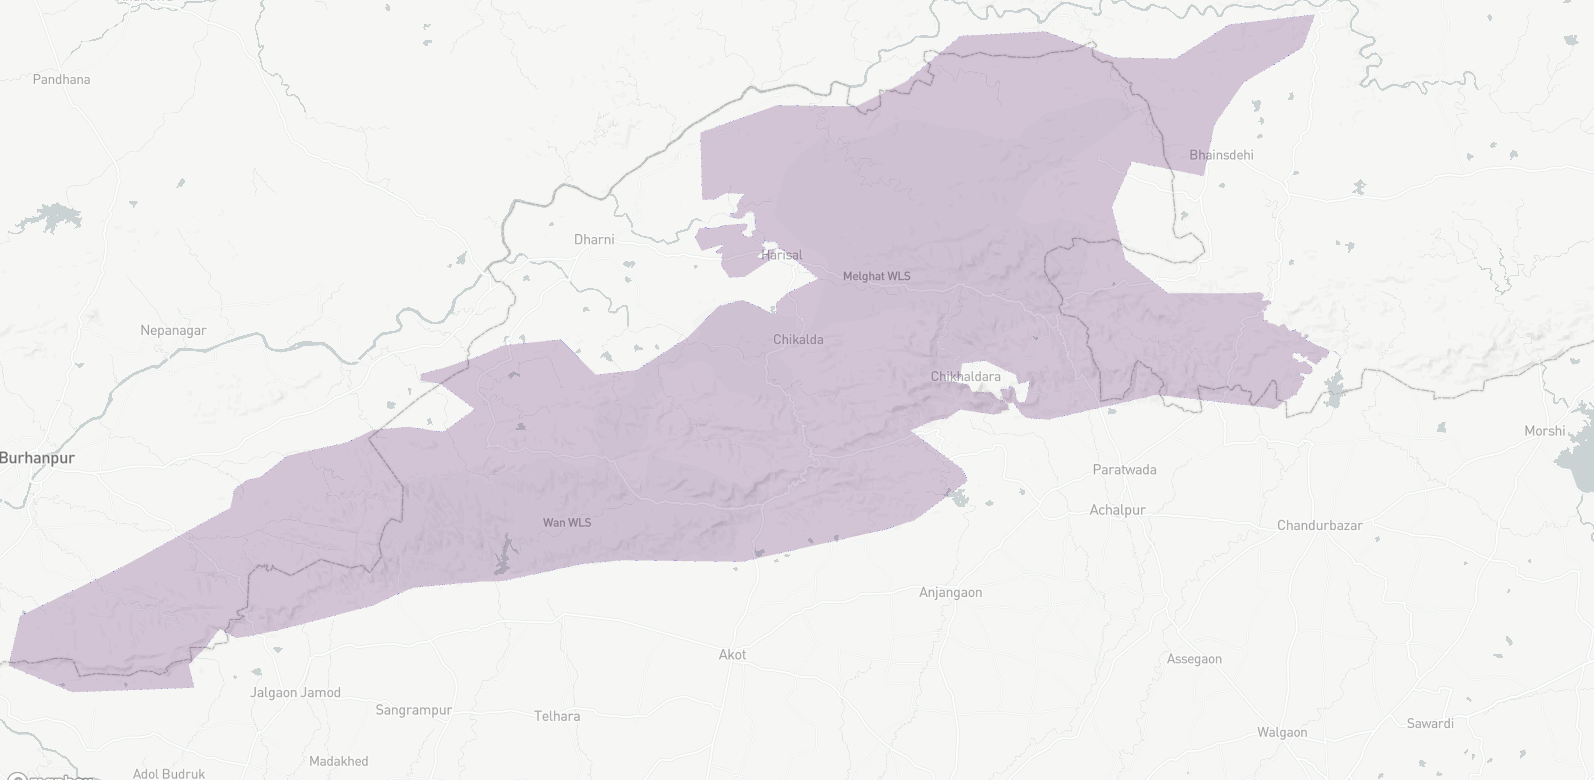 Pandhana
Bhainsdehi
Dharni
Harisal
Melghat WLS
Nepanagar
Chikalda
Chikhaldara
Morshi
Burhanpur
Paratwada
Achalpur
Wan WLS
Chandurbazar
Anjangaon
Akot
Assegaon
Jalgaon Jamod
Sangrampur
Telhara
Sawardi
Walgaon
Madakhed
Adol Budruk